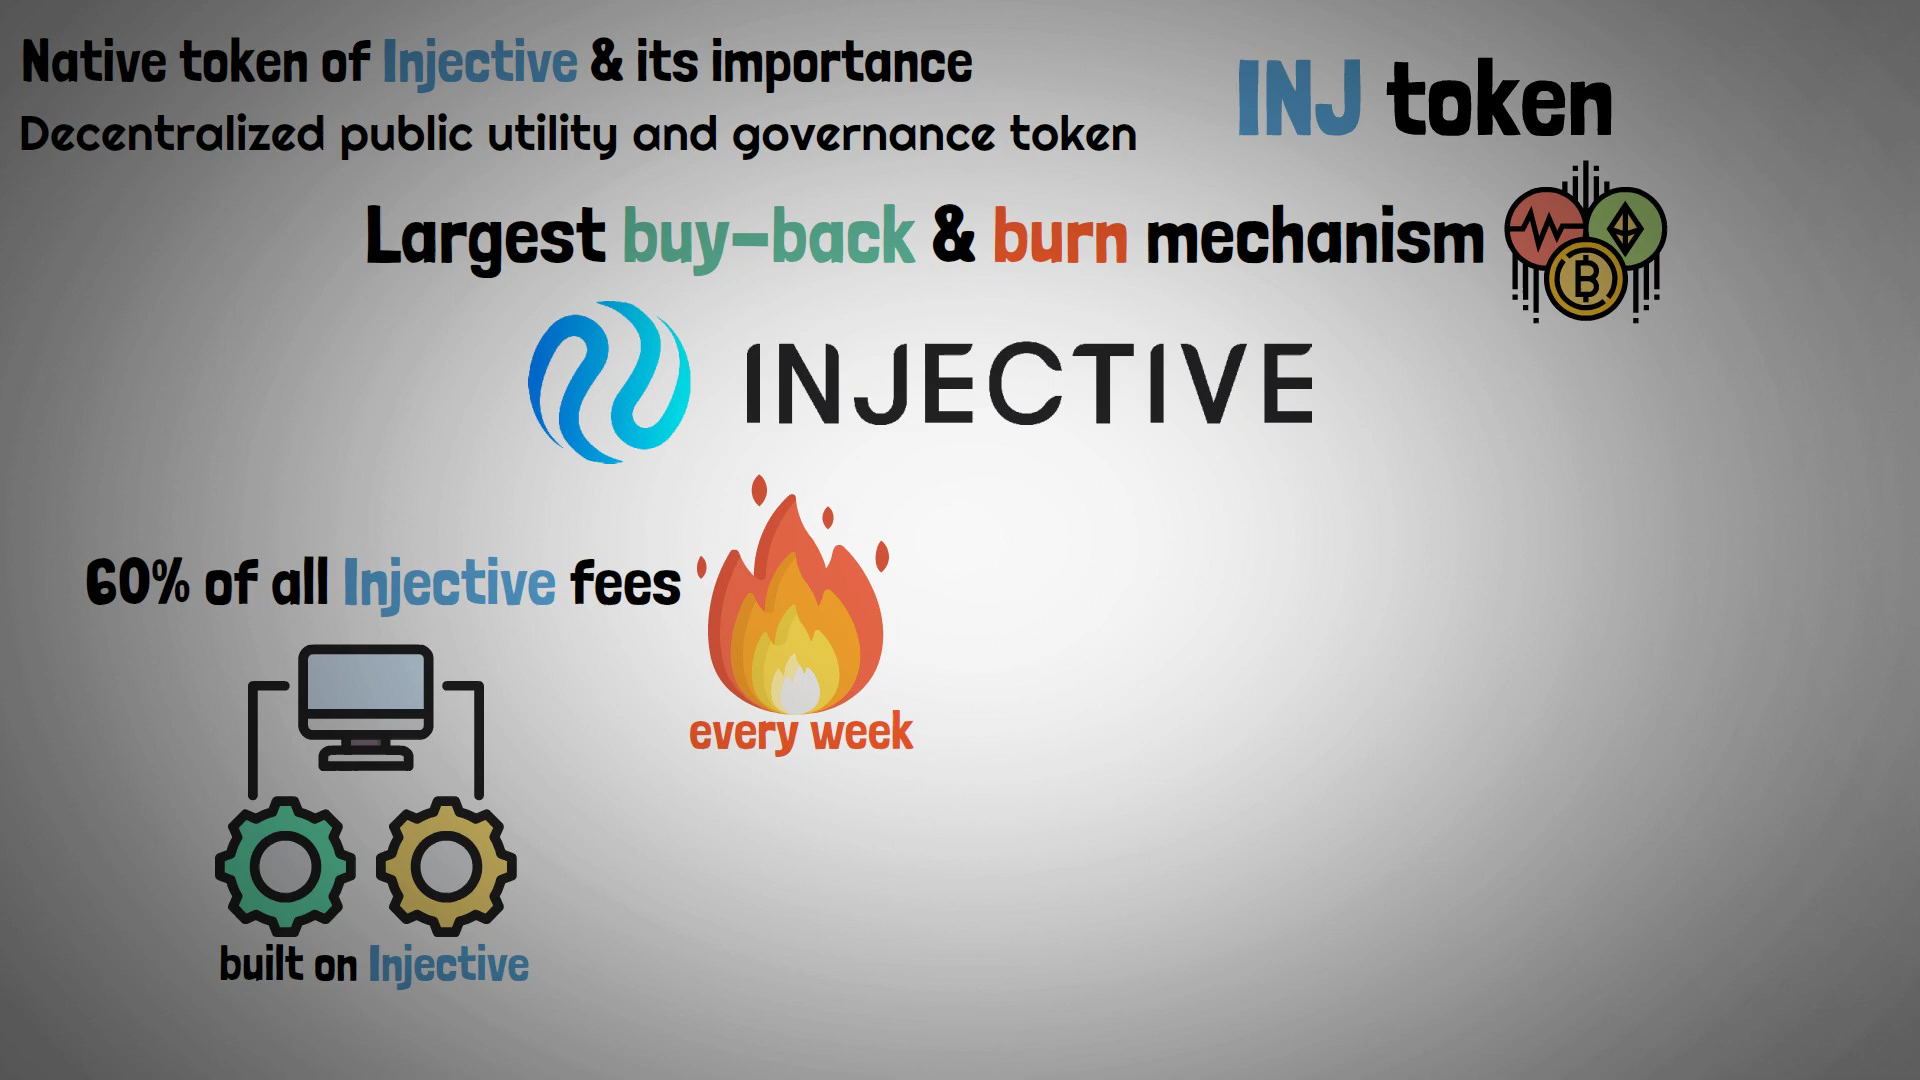 Native token of Injective & its importance
Decentralized public utility and governance token
INJ token
Largest buy-back & burn mechanism
INJECTIVE
60% of all Injective fees
every week
built on Injective